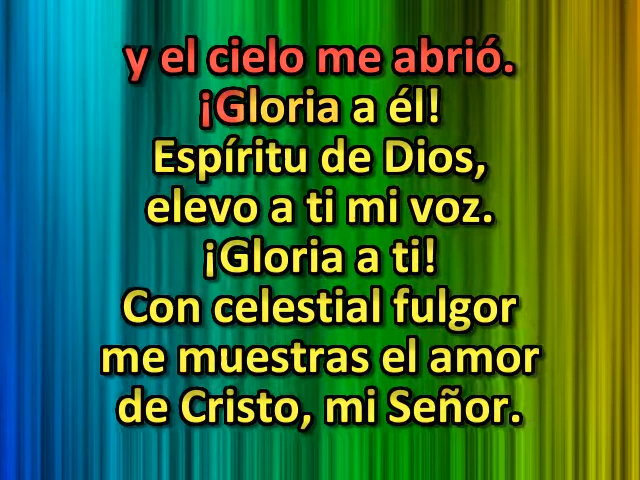 y el cielo me abrió.
¡Gloria a él!
Espíritu de Dios,
elevo a ti mi voz.
¡Gloria a ti!
Con celestial fulgor
me muestras el amor
de Cristo, mi Señor.